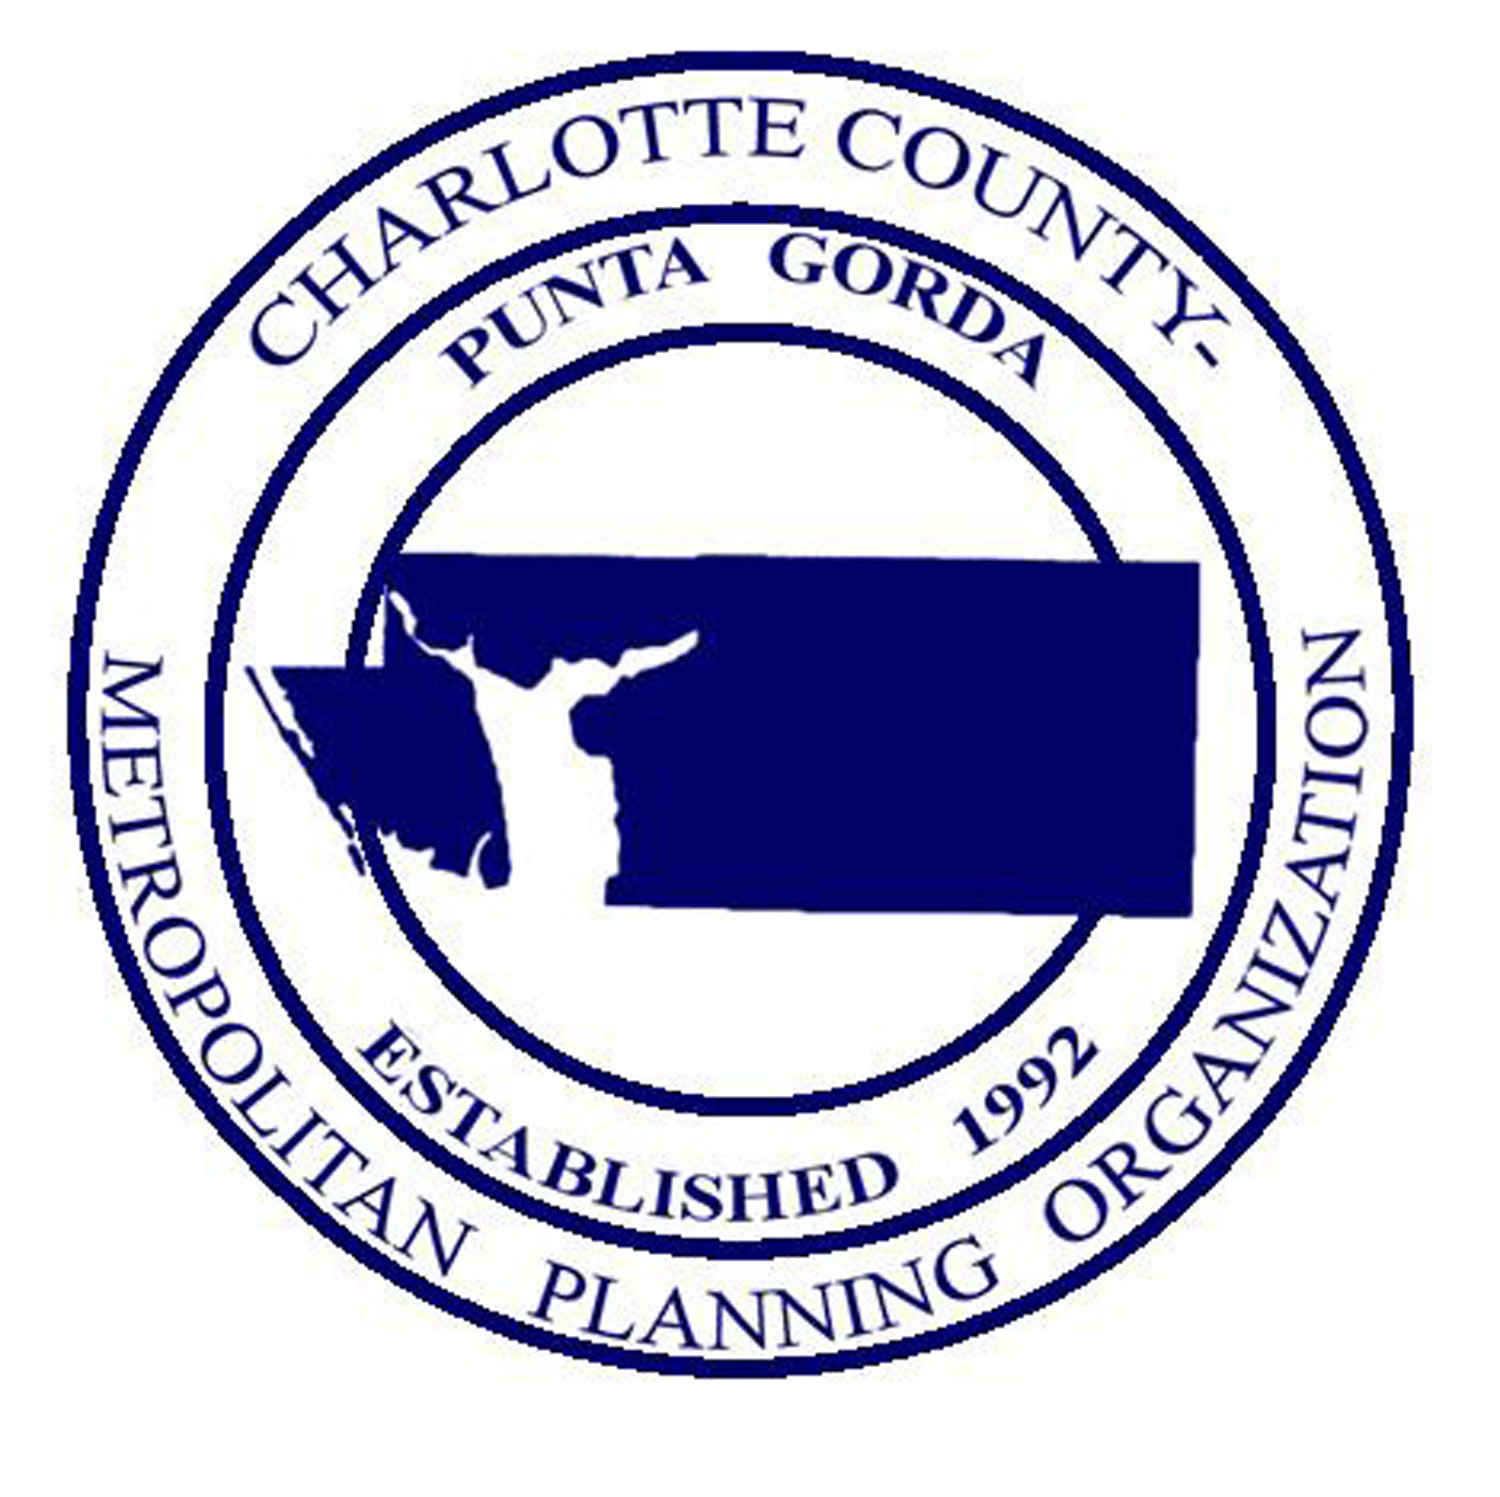 CHARLOTTE COUNTY-
PUNTA GORDA
ESTABLISHED 1992
METROPOLITAN PLANNING ORGANIZATION